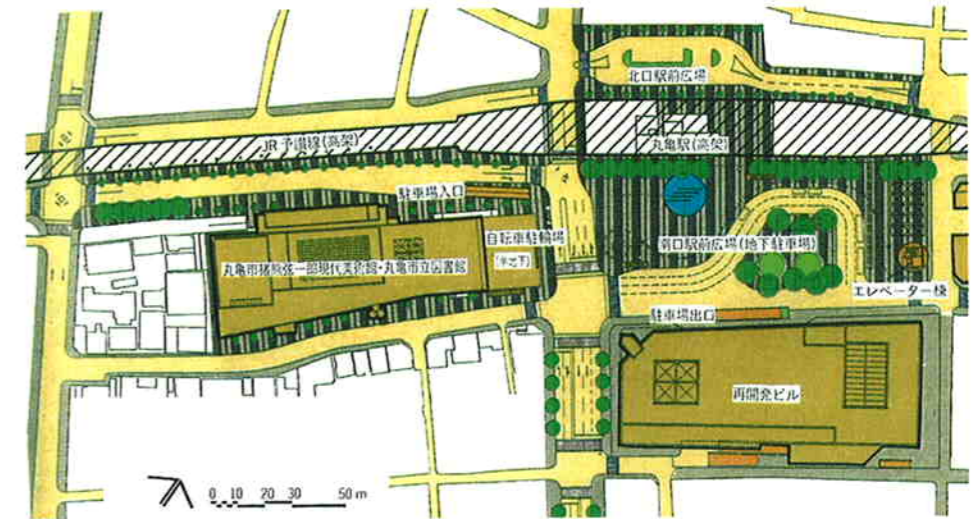 北口駅前広場
JR予讃線(高架)
丸亀駅(高架)
駐車場入口
自転車駐輪場
(半地下)
南口駅前広場(地下駐車場)
丸亀市猪熊弦一郎現代美術館・丸亀市立図書館
エレベーター棟
駐車場出口
再開発ビル
0 10 20 30 50 m